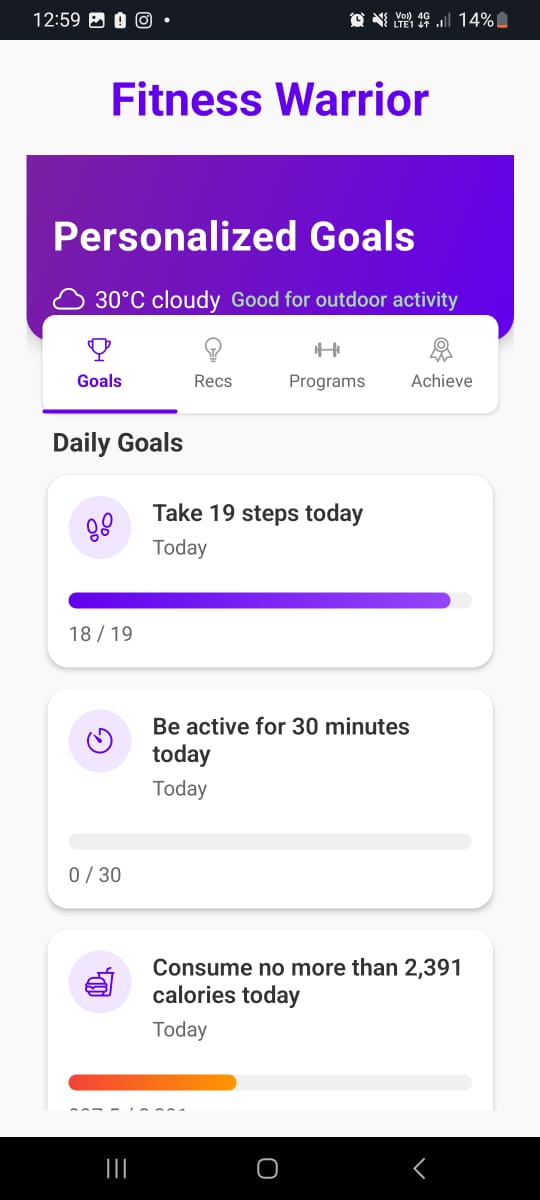 12:59
Vo)) 4G
LTE1
14%
Fitness Warrior
Personalized Goals
30°C cloudy Good for outdoor activity
Goals Recs Programs Achieve
Daily Goals
Take 19 steps today
Today
18 / 19
Be active for 30 minutes
today
Today
0 / 30
Consume no more than 2,391
calories today
Today